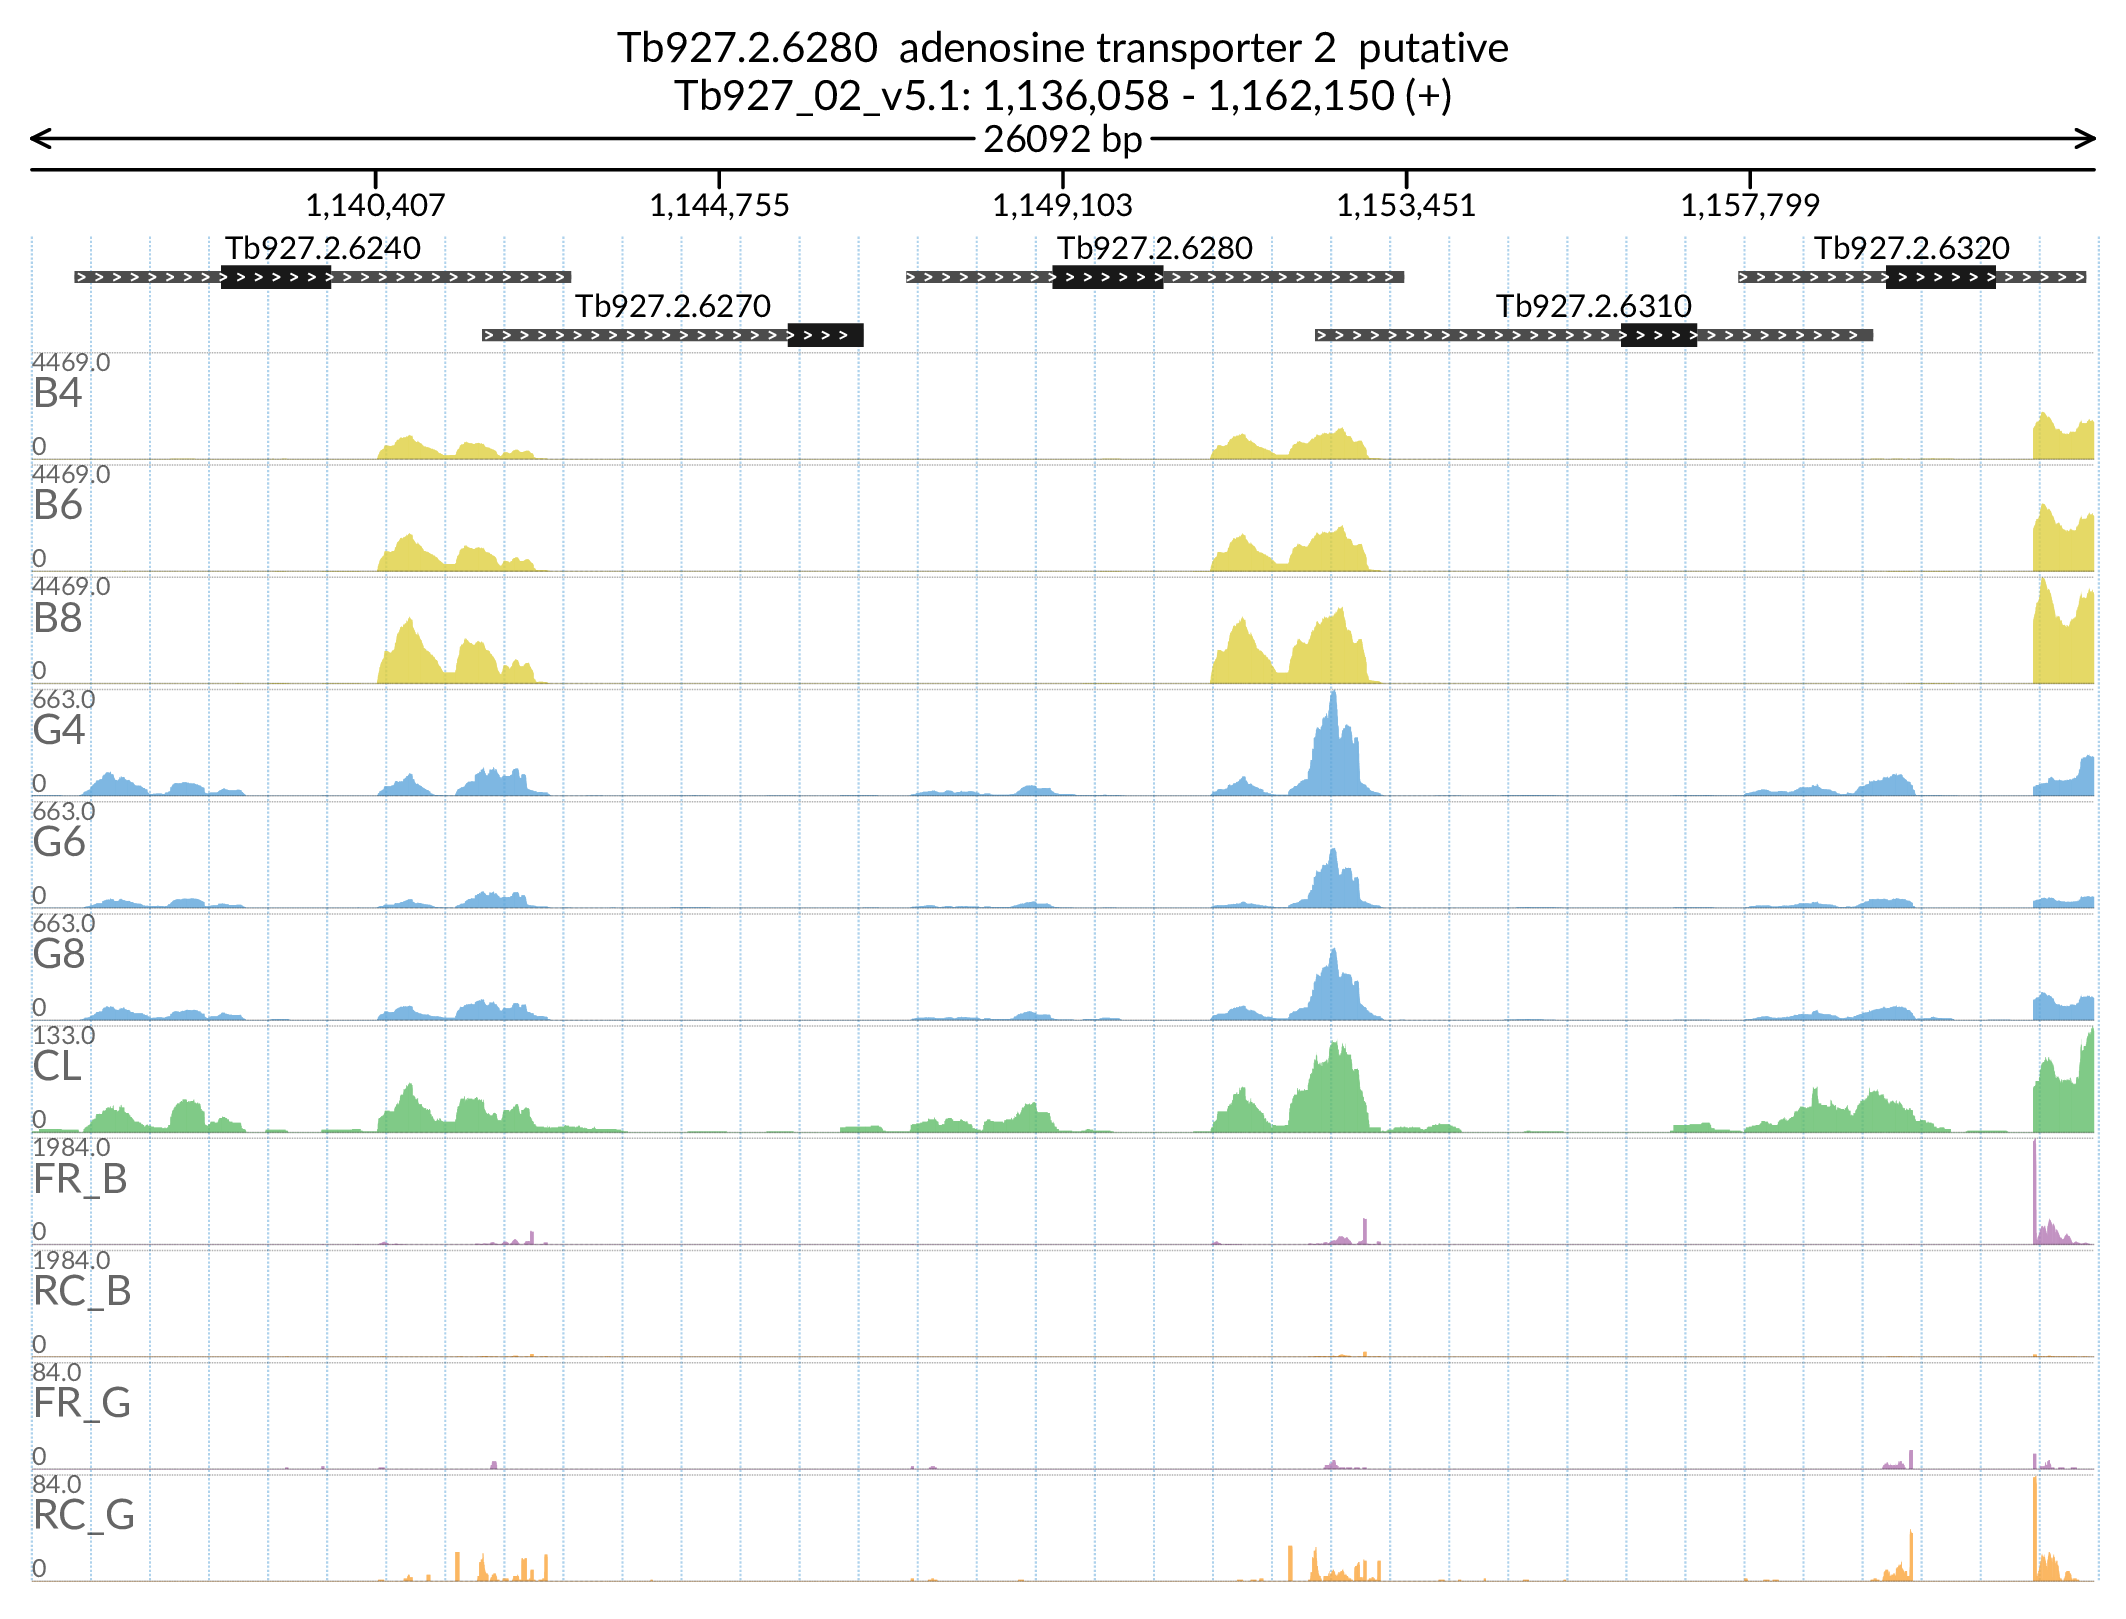 Tb927.2.6280 adenosine transporter 2 putative
Tb927_02_v5.1: 1,136,058 - 1,162,150 (+)
26092 bp
1,140,407 1,144,755 1,149,103 1,153,451 1,157,799
Tb927.2.6240 Tb927.2.6280 Tb927.2.6320
Tb927.2.6270 Tb927.2.6310
4469.0
B4
0
4469.0
B6
0
4469.0
B8
0
663.0
G4
0
663.0
G6
0
663.0
G8
0
133.0
CL
0
1984.0
FR_B
0
1984.0
RC_B
0
84.0
FR_G
0
84.0
RC_G
0